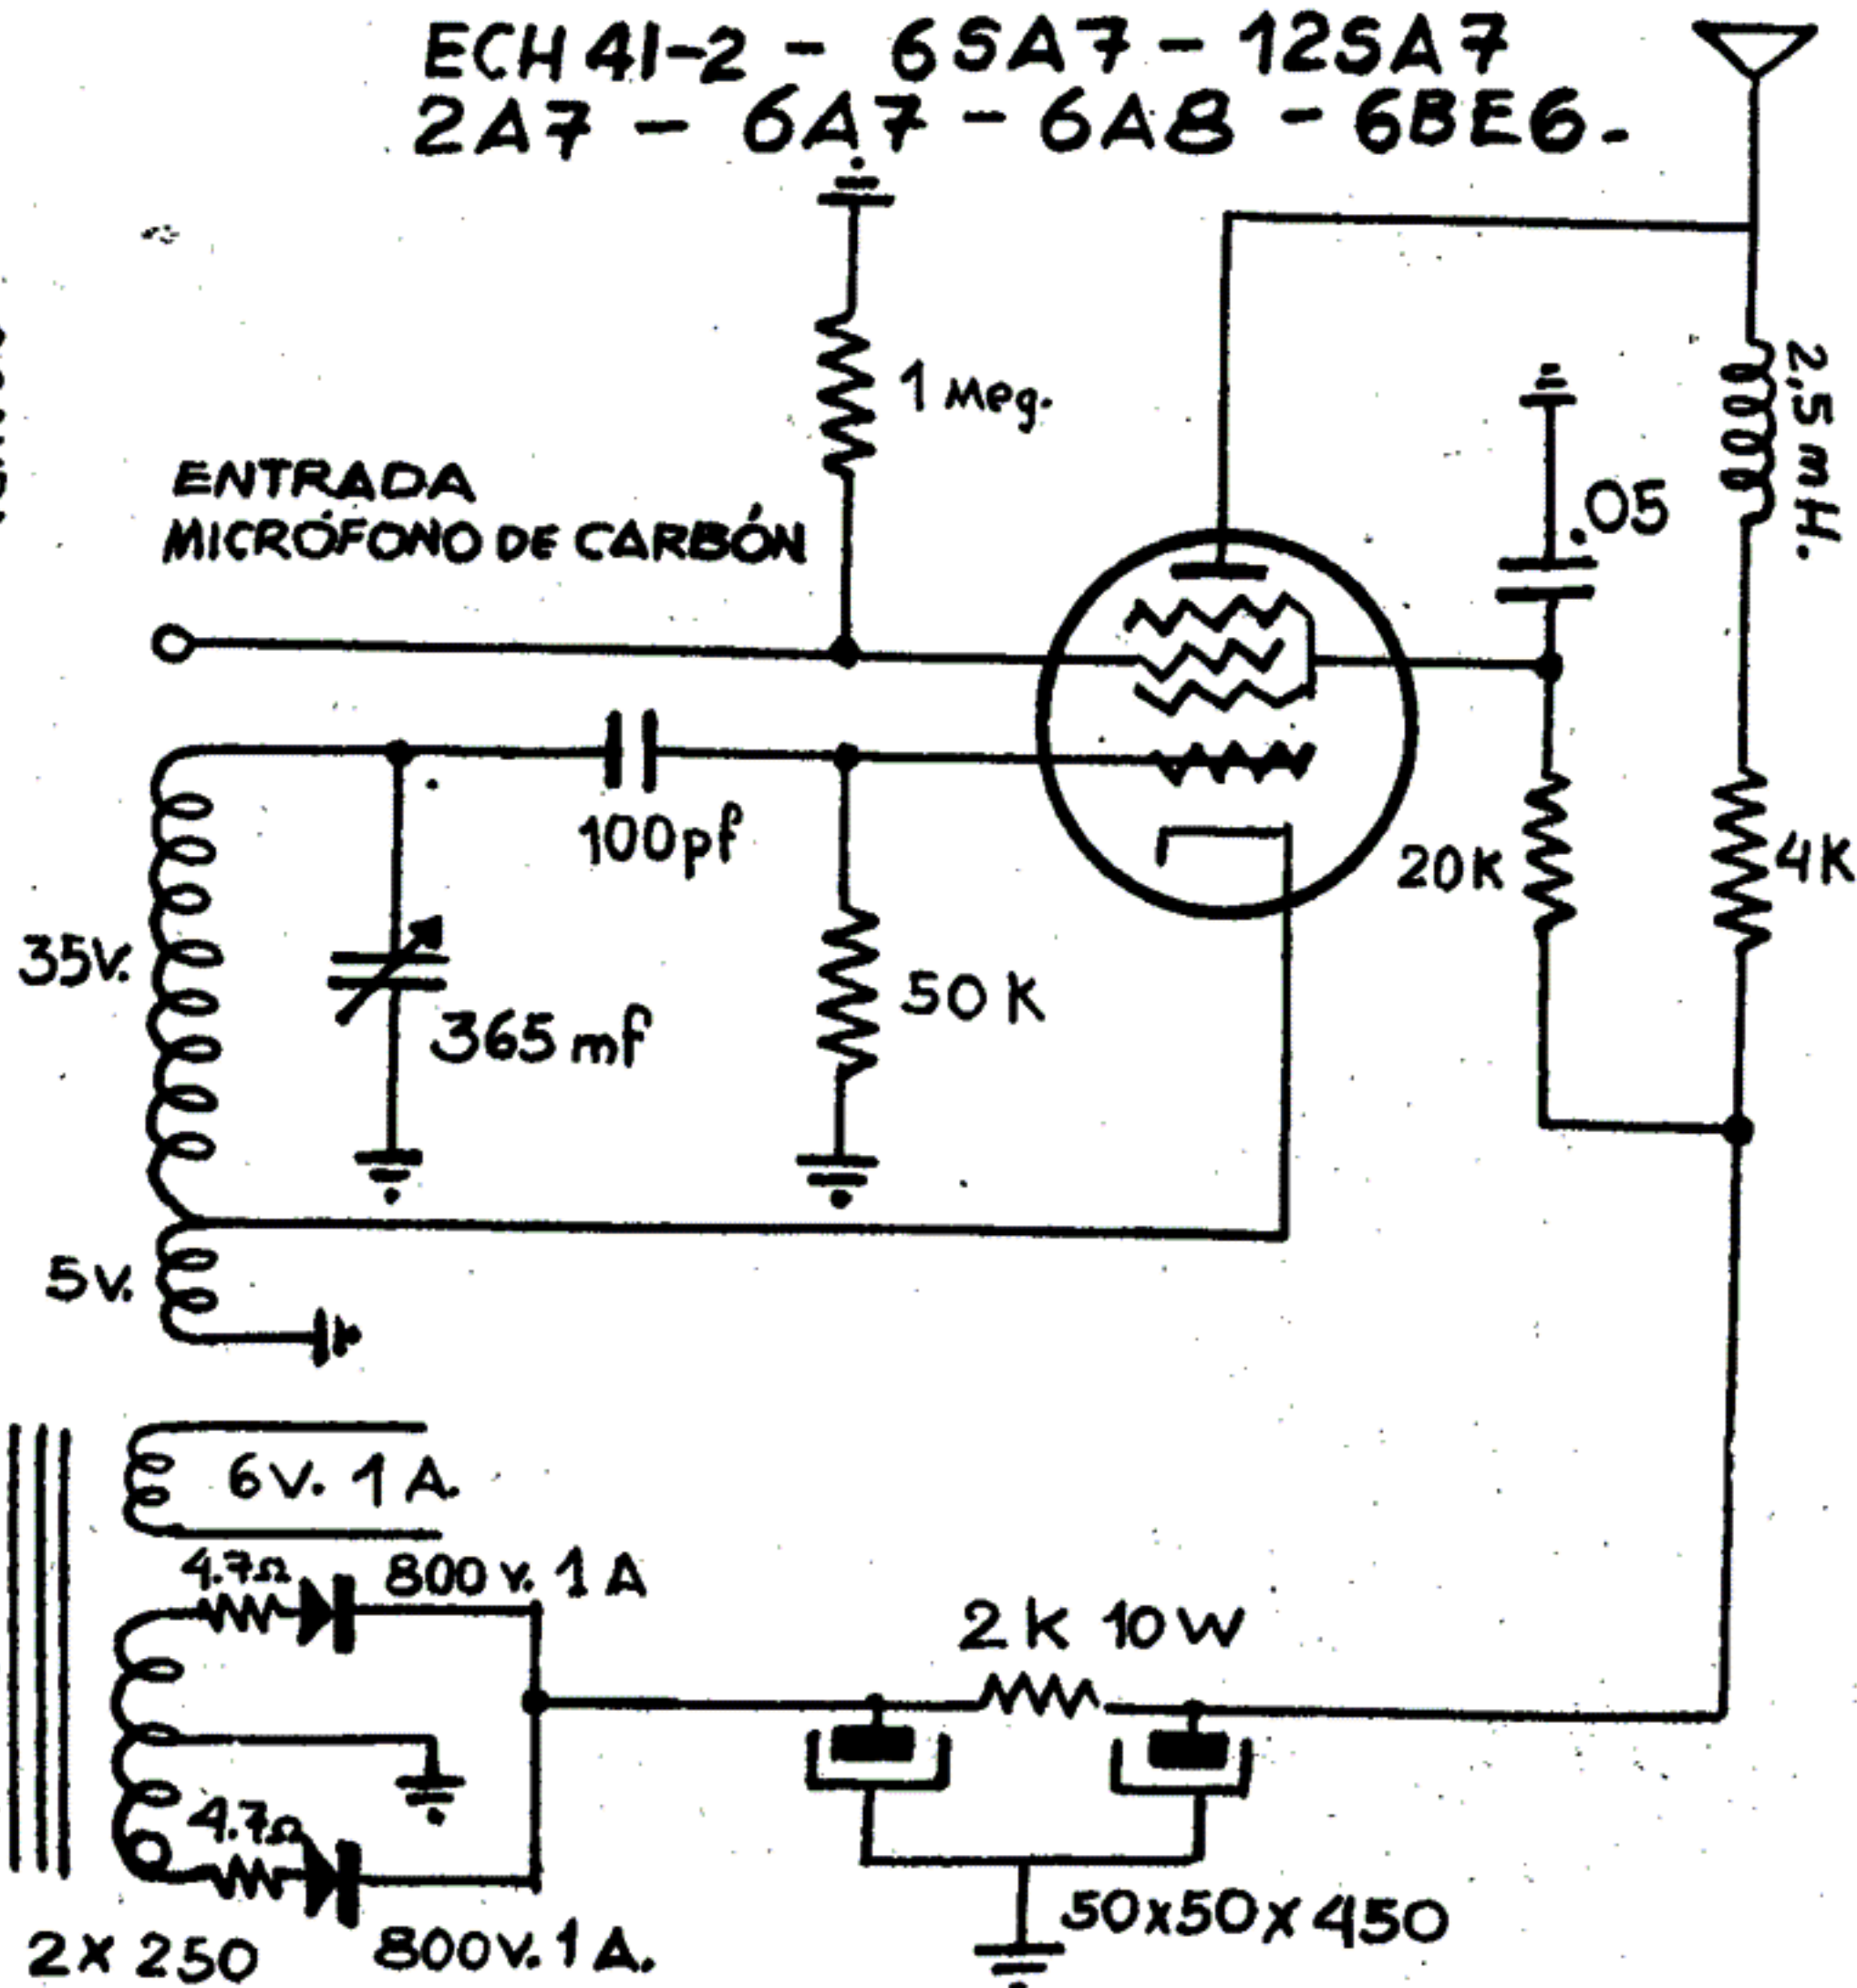 ECH 41-2 - 6SA7 - 12SA7
2A7 - 6A7 - 6A8 - 6BE6.
1 Meg.
2,5 mH.
ENTRADA
MICRÓFONO DE CARBÓN
.05
100pf
20K
4K
35V.
365 mf
50 K
5V.
6V. 1 A.
4.7Ω
800 V. 1 A
2 K 10 W
4.7Ω
50x50x450
2 x 250
800V. 1A.